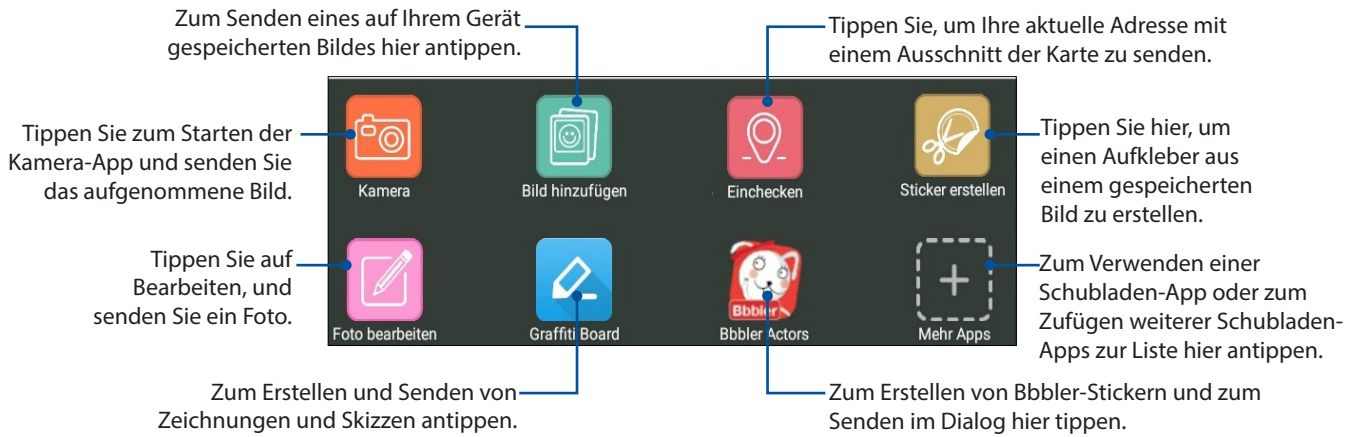 Zum Senden eines auf Ihrem Gerät
gespeicherten Bildes hier antippen.
Tippen Sie, um Ihre aktuelle Adresse mit
einem Ausschnitt der Karte zu senden.
Tippen Sie zum Starten der
Kamera-App und senden Sie
das aufgenommene Bild.
Tippen Sie hier, um
einen Aufkleber aus
einem gespeicherten
Bild zu erstellen.
Kamera
Bild hinzufügen
Einchecken
Sticker erstellen
Tippen Sie auf
Bearbeiten, und
senden Sie ein Foto.
Bbbler
Zum Verwenden einer
Schubladen-App oder zum
Zufügen weiterer Schubladen-
Apps zur Liste hier antippen.
Foto bearbeiten
Graffiti Board
Bbbler Actors
Mehr Apps
Zum Erstellen und Senden von
Zeichnungen und Skizzen antippen.
Zum Erstellen von Bbbler-Stickern und zum
Senden im Dialog hier tippen.